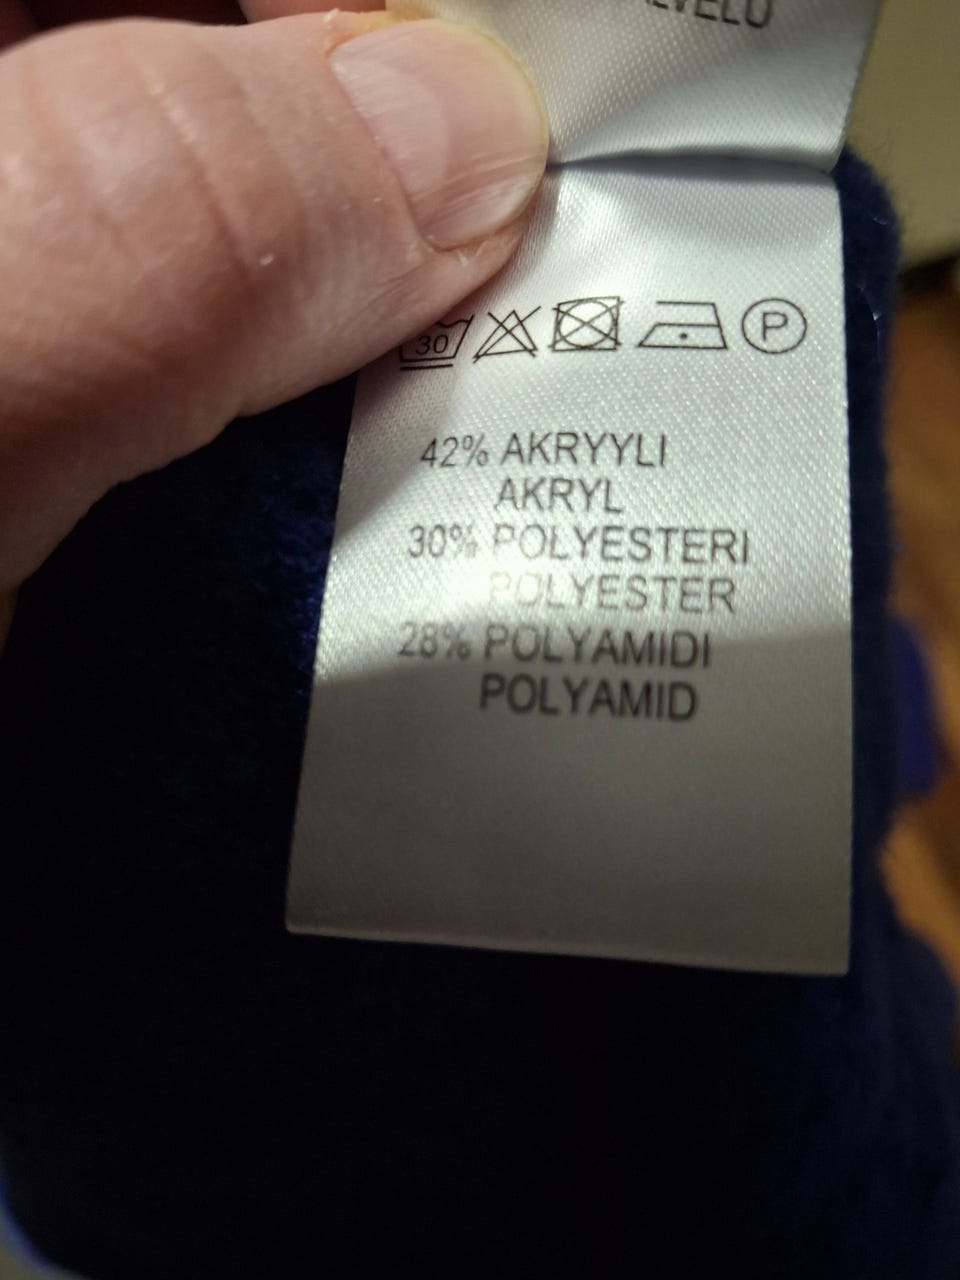 30
P
42% AKRYYLI
AKRYL
30% POLYESTERI
POLYESTER
28% POLYAMIDI
POLYAMID